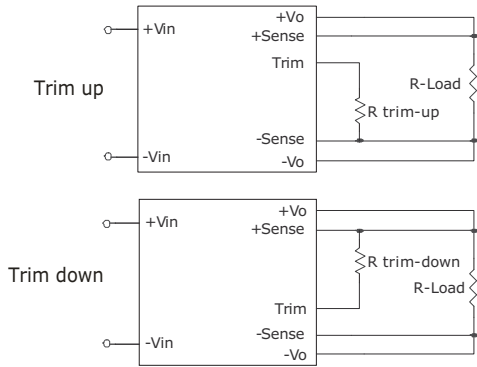 +Vo
+Vin
+Sense
Trim
R-Load
Trim up
R trim-up
-Sense
-Vin
-Vo
+Vo
+Vin
+Sense
R trim-down
Trim down
R-Load
Trim
-Sense
-Vin
-Vo